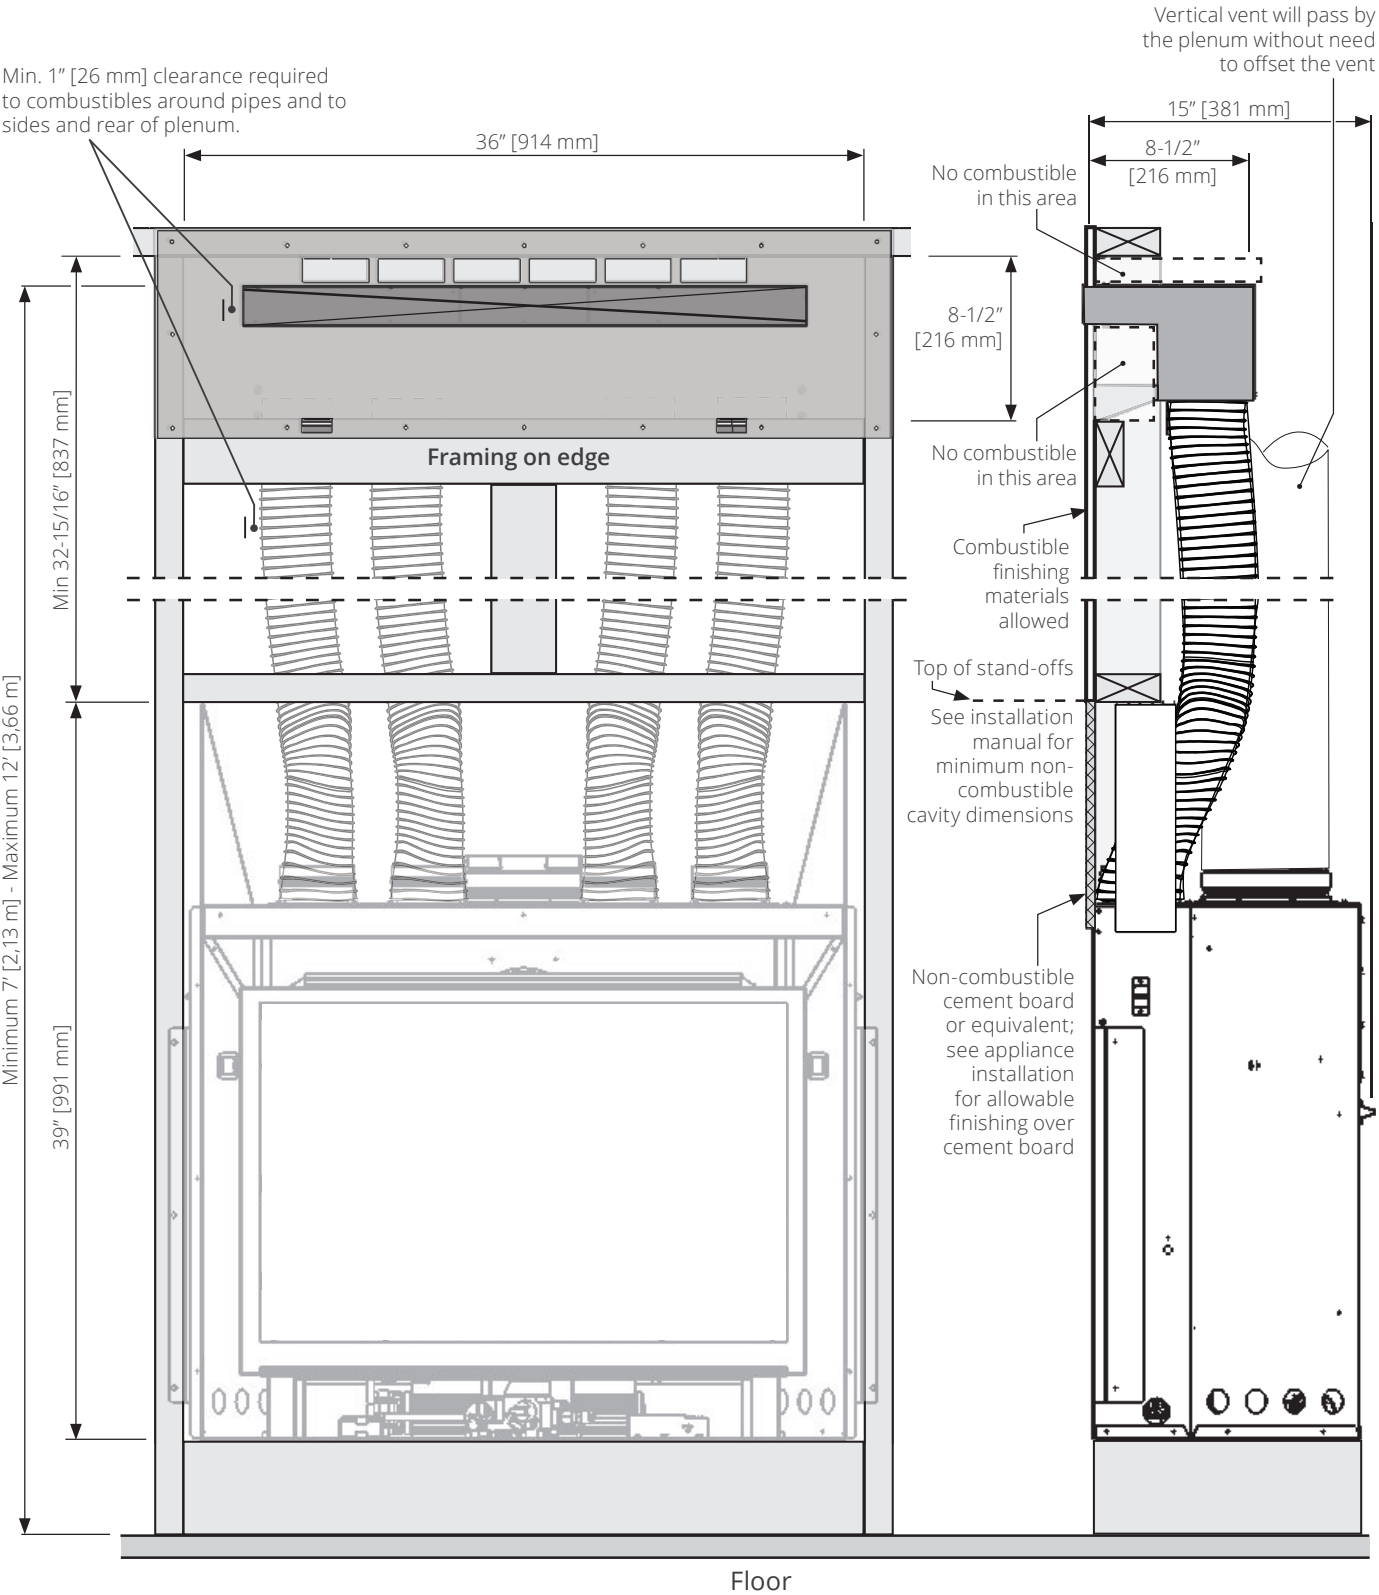 Vertical vent will pass by
the plenum without need
to offset the vent
Min. 1” [26 mm] clearance required
to combustibles around pipes and to
sides and rear of plenum.
36” [914 mm]
15” [381 mm]
8-1/2”
[216 mm]
No combustible
in this area
8-1/2”
[216 mm]
Min 32-15/16” [837 mm]
Framing on edge
No combustible
in this area
Combustible
finishing
materials
allowed
Top of stand-offs
See installation
manual for
minimum non-
combustible
cavity dimensions
Minimum 7’ [2,13 m] - Maximum 12’ [3,66 m]
39” [991 mm]
Non-combustible
cement board
or equivalent;
see appliance
installation
for allowable
finishing over
cement board
Floor